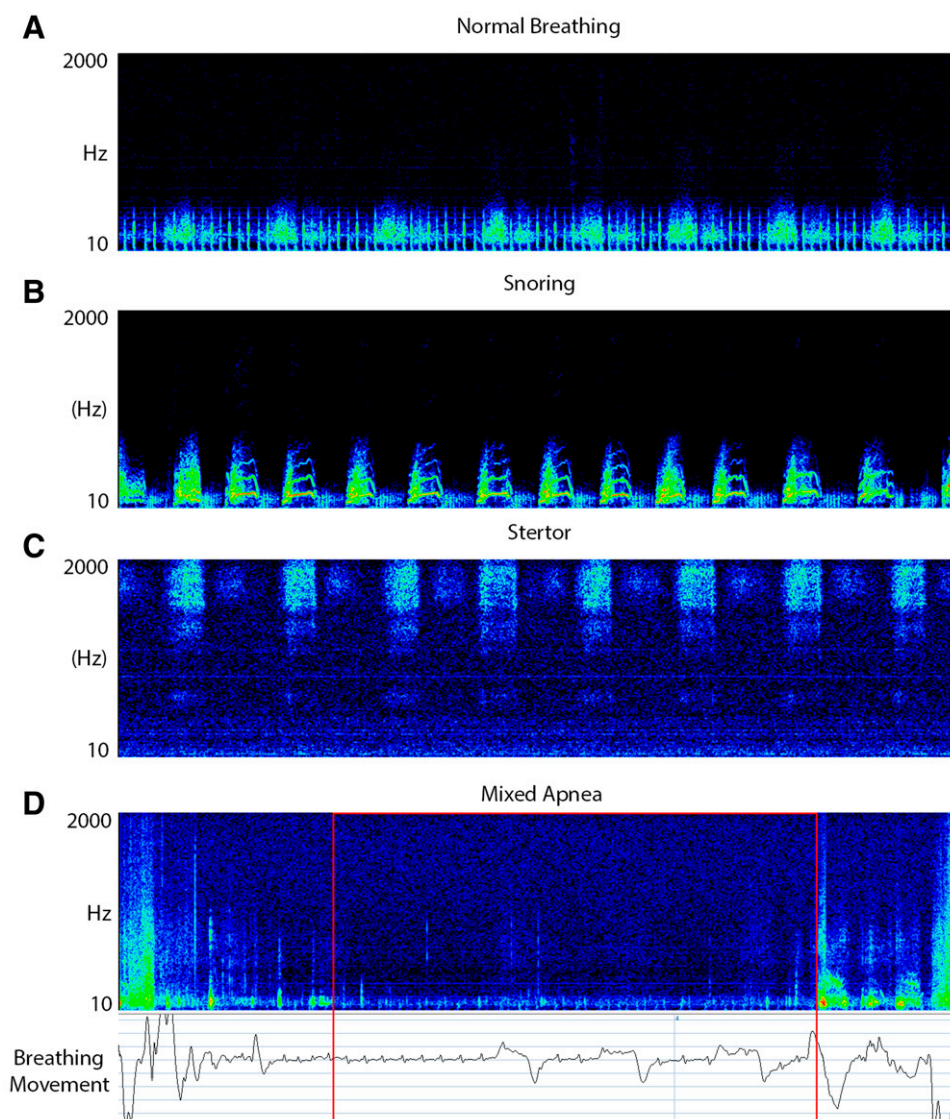 A
Normal Breathing
2000
Hz
10
B
Snoring
2000
(Hz)
10
C
Stertor
2000
(Hz)
10
D
Mixed Apnea
2000
Hz
10
Breathing
Movement